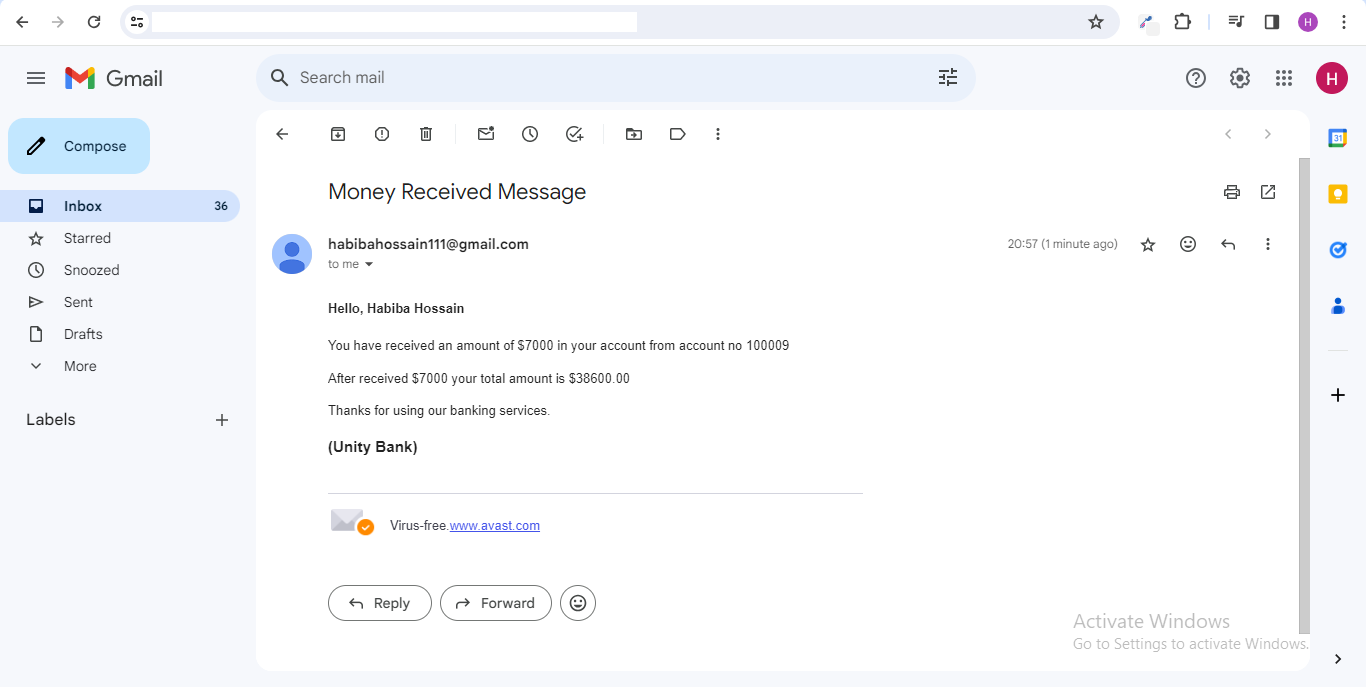 H
Gmail
Search mail
H
Compose
31
Money Received Message
Inbox 36
Starred
habibahossain111@gmail.com
20:57 (1 minute ago)
to me
Snoozed
Sent
Hello, Habiba Hossain
Drafts
You have received an amount of $7000 in your account from account no 100009
More
After received $7000 your total amount is $38600.00
Thanks for using our banking services.
Labels
(Unity Bank)
Virus-free.www.avast.com
Reply
Forward
Activate Windows
Go to Settings to activate Windows.